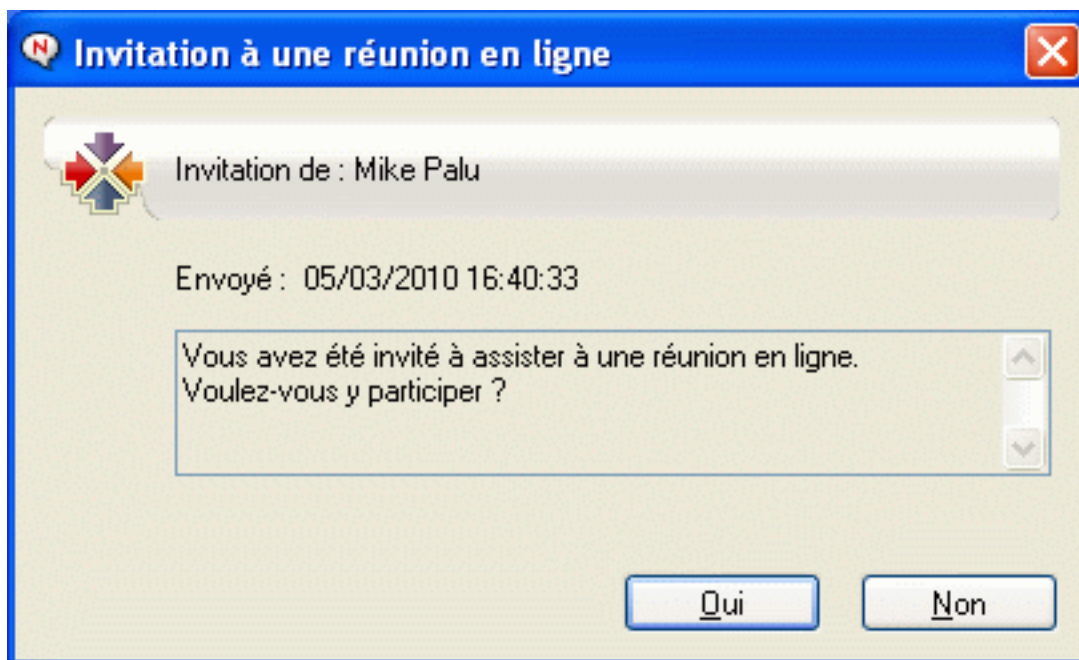 N
Invitation à une réunion en ligne
Invitation de : Mike Palu
Envoyé : 05/03/2010 16:40:33
Vous avez été invité à assister à une réunion en ligne.
Voulez-vous y participer ?
Oui
Non